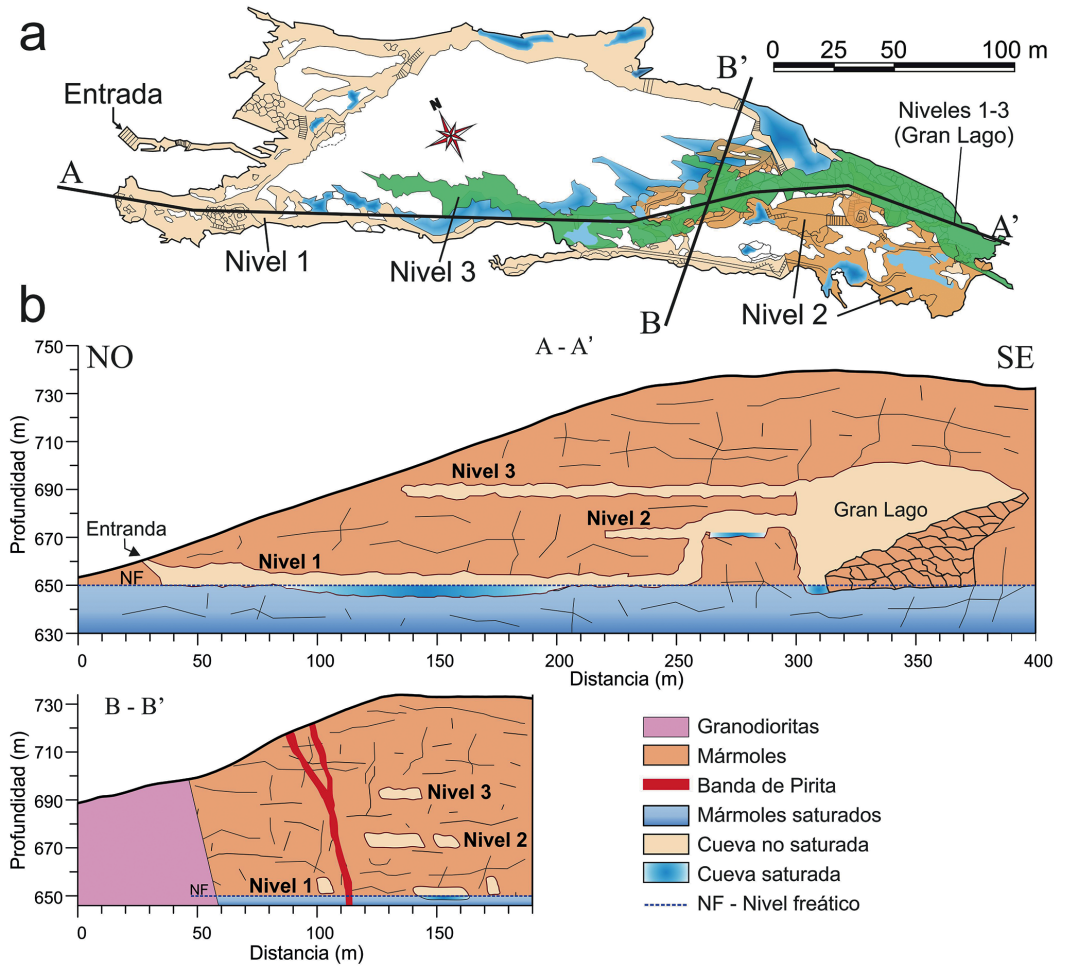 a
Entrada
N
B'
0 25 50 100 m
Niveles 1-3
(Gran Lago)
A
A'
Nivel 1
Nivel 3
B
Nivel 2
b
A - A'
NO
SE
Profundidad (m)
750
730
710
690
670
650
630
Nivel 3
Nivel 2
Gran Lago
Entranda
Nivel 1
NF
0 50 100 150 200 250 300 350 400
Distancia (m)
B - B'
Profundidad (m)
730
710
690
670
650
Nivel 3
Nivel 2
Nivel 1
NF
0 50 100 150
Distancia (m)
Granodioritas
Mármoles
Banda de Pirita
Mármoles saturados
Cueva no saturada
Cueva saturada
NF - Nivel freático